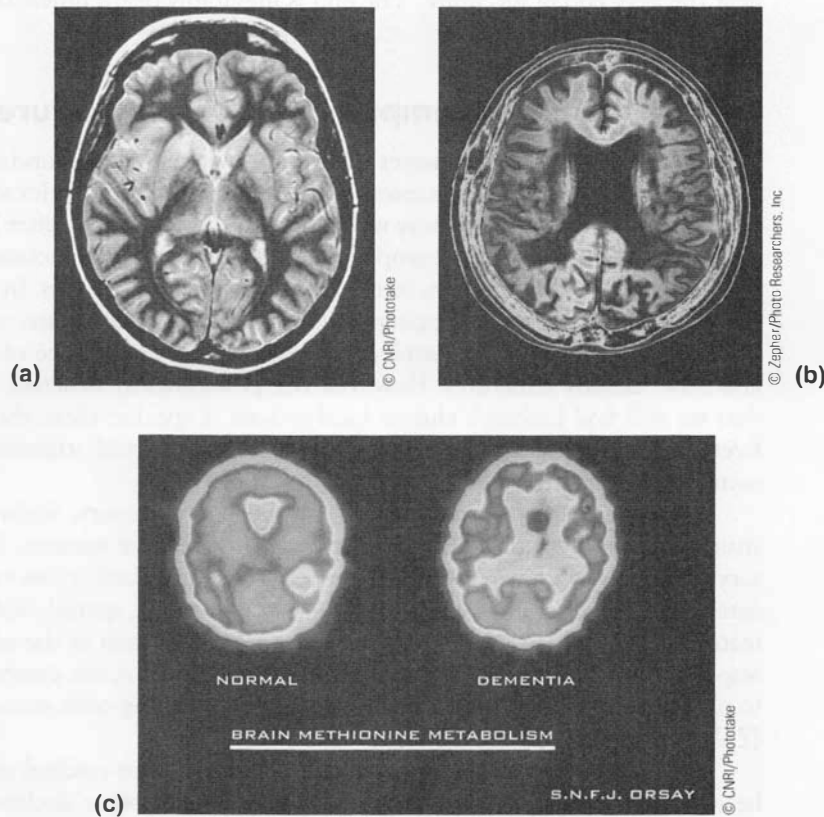 (a)
© CNRI/Phototake
© Zepher/Photo Researchers, Inc
(b)
NORMAL
DEMENTIA
BRAIN METHIONINE METABOLISM
S.N.F.J. ORSAY
(c)
© CNRI/Phototake